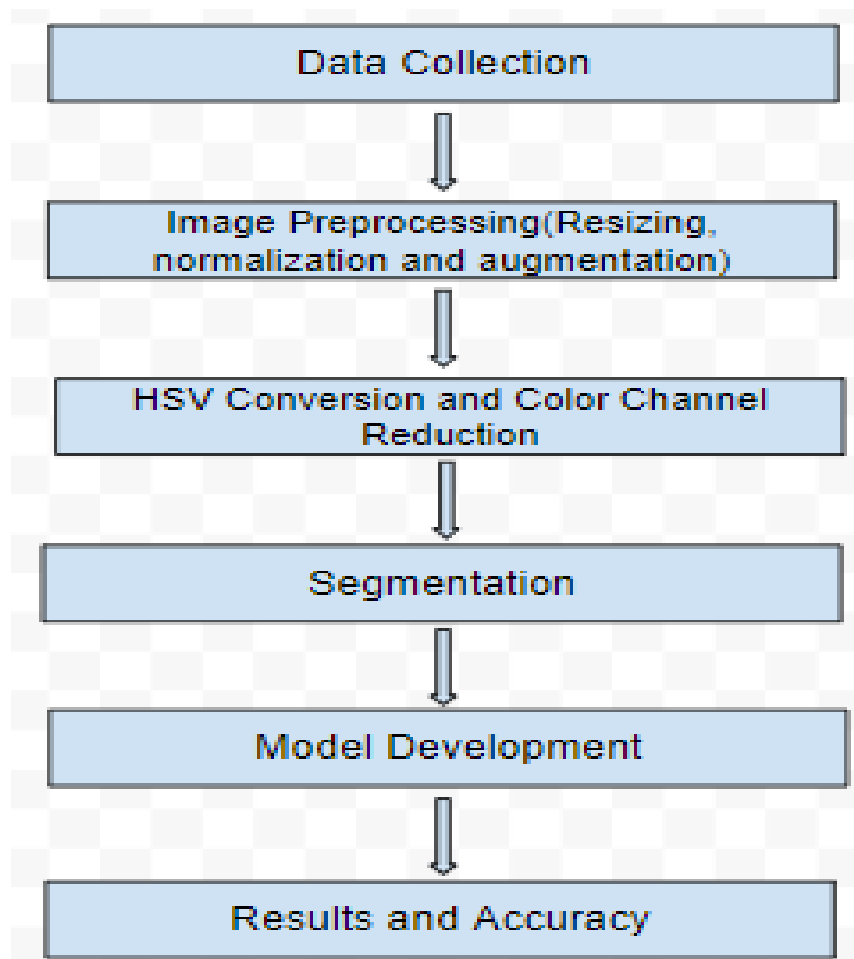 Data Collection
Image Preprocessing(Resizing,
normalization and augmentation)
HSV Conversion and Color Channel
Reduction
Segmentation
Model Development
Results and Accuracy